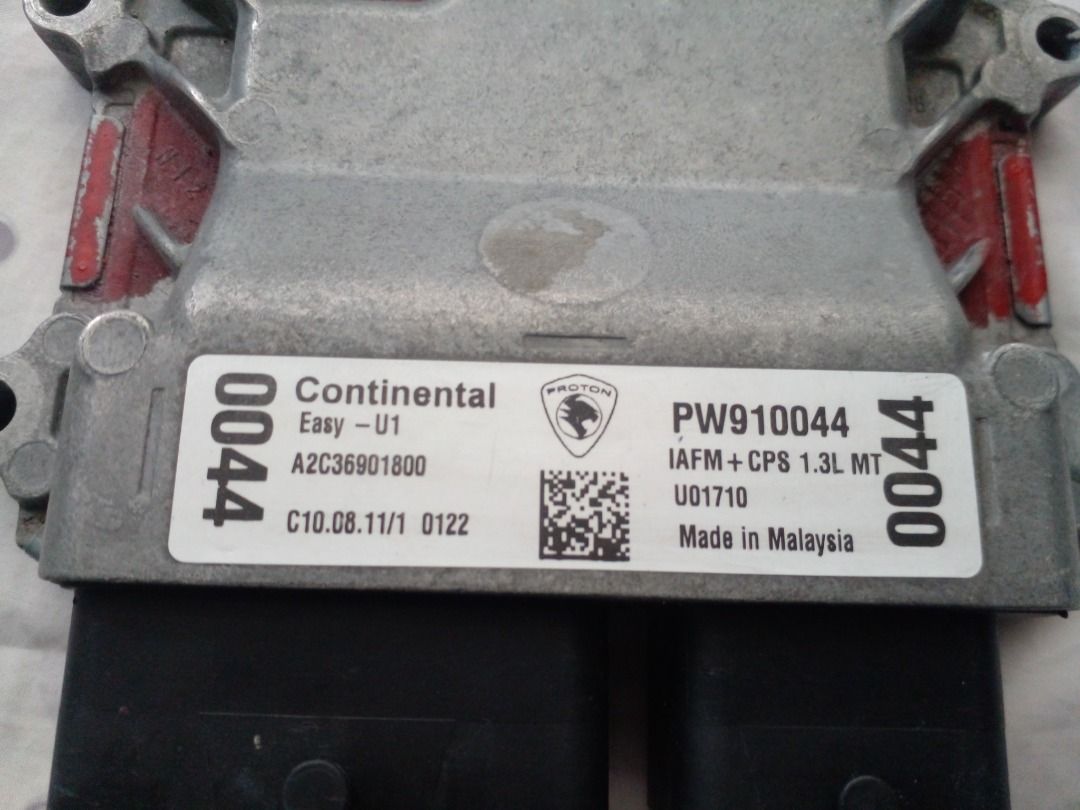 0044
Continental
Easy – U1
A2C36901800
C10.08.11/1 0122
PROTON
PW910044
IAFM + CPS 1.3L MT
U01710
Made in Malaysia
0044